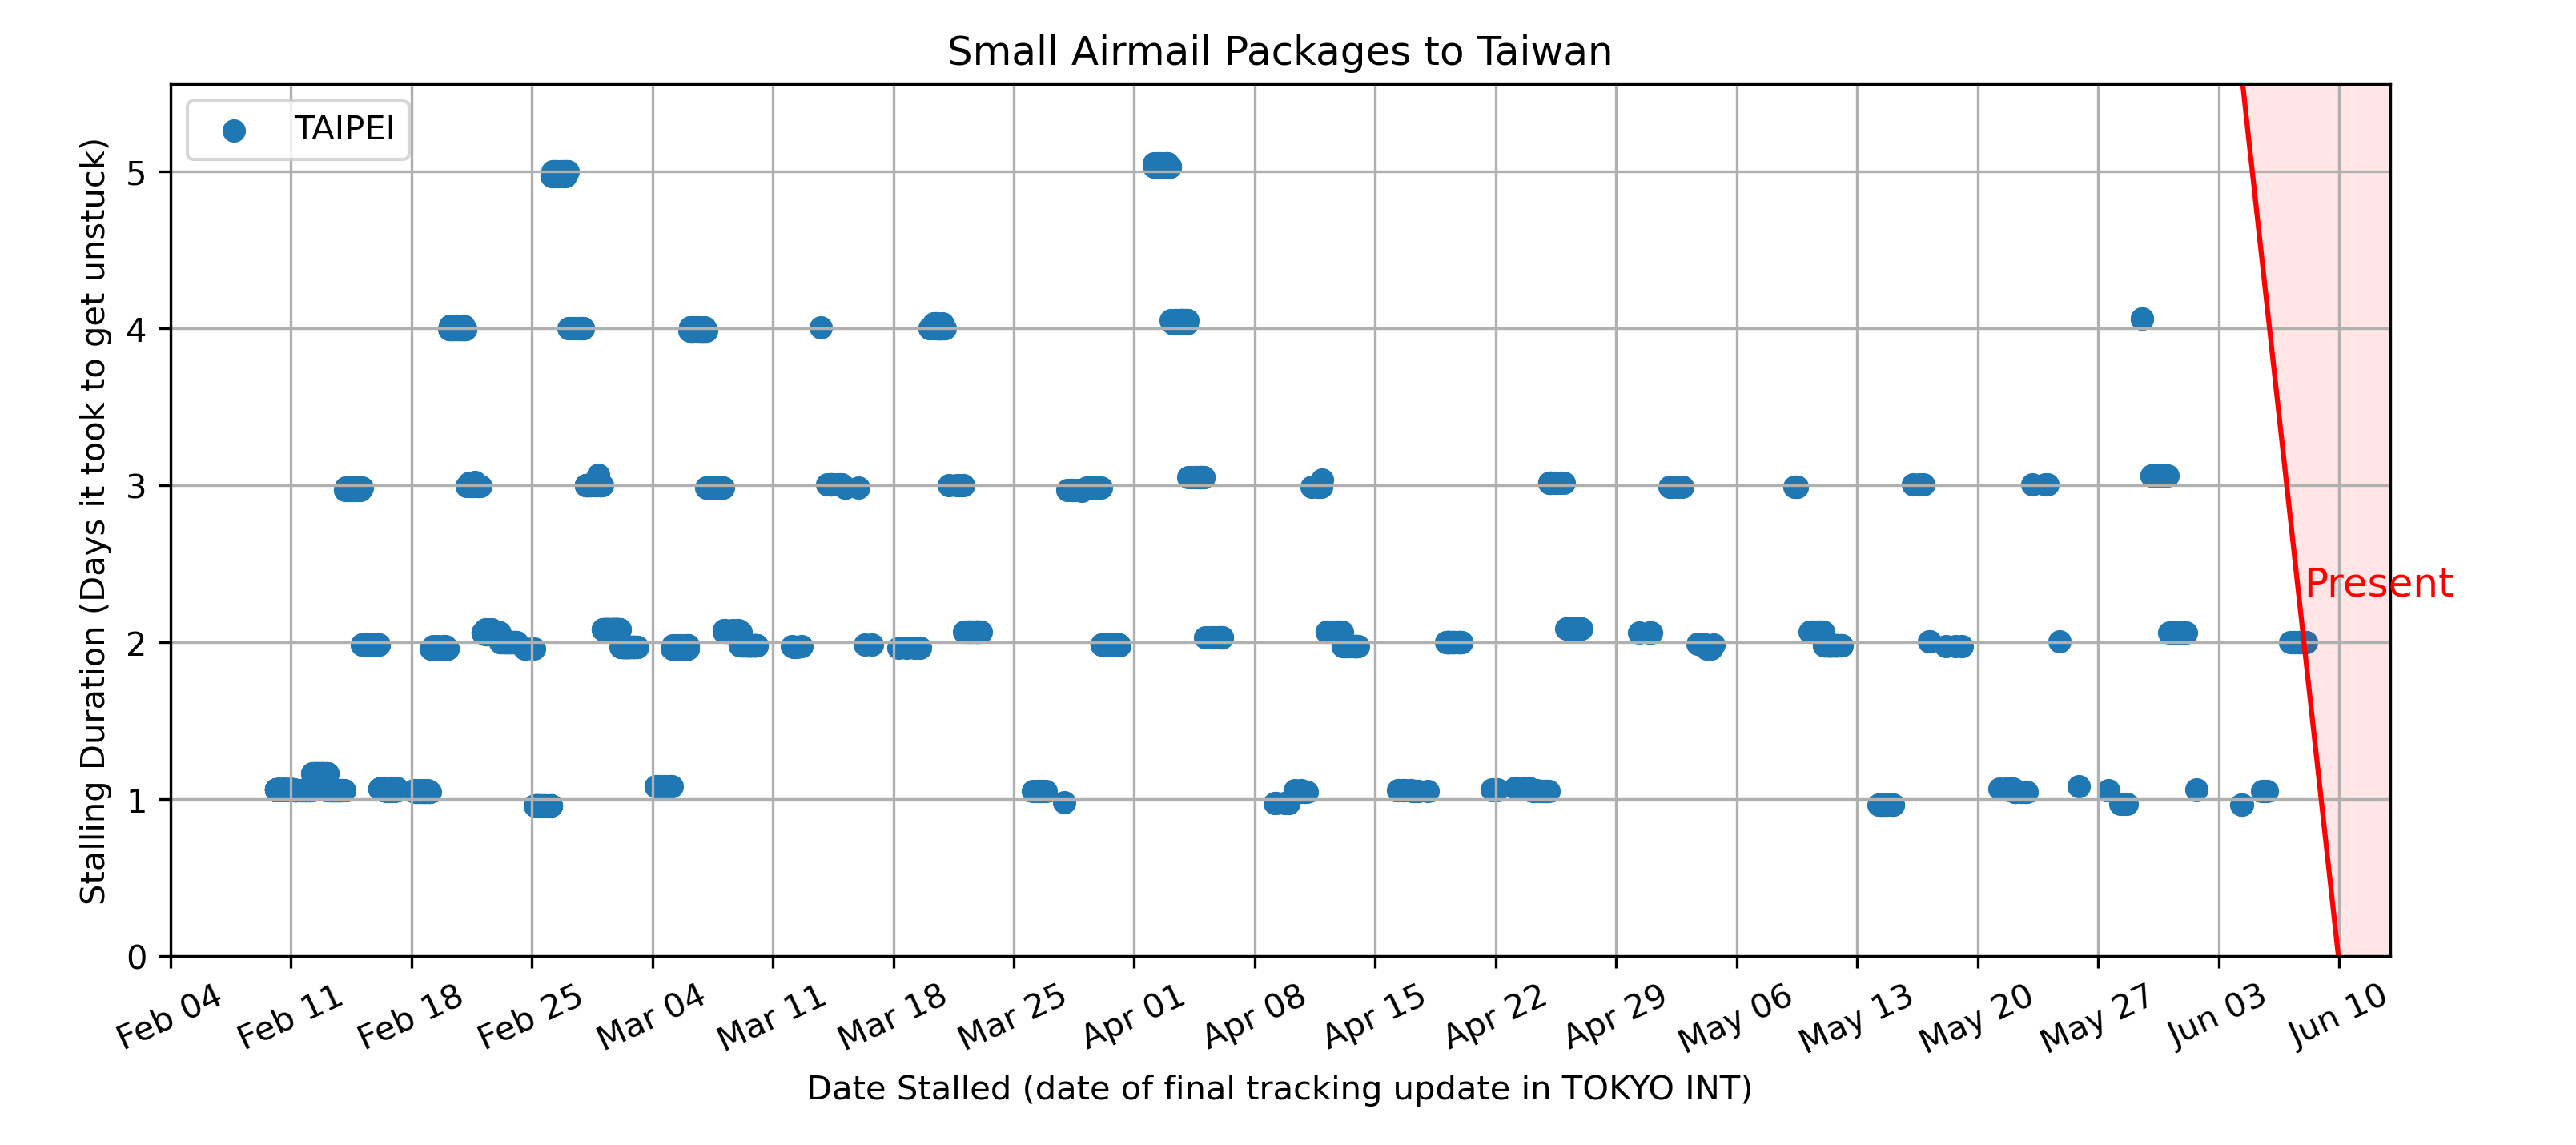 Small Airmail Packages to Taiwan
TAIPEI
Stalling Duration (Days it took to get unstuck)
5
4
3
2
1
0
Present
Feb 04
Feb 11
Feb 18
Feb 25
Mar 04
Mar 11
Mar 18
Mar 25
Apr 01
Apr 08
Apr 15
Apr 22
Apr 29
May 06
May 13
May 20
May 27
Jun 03
Jun 10
Date Stalled (date of final tracking update in TOKYO INT)